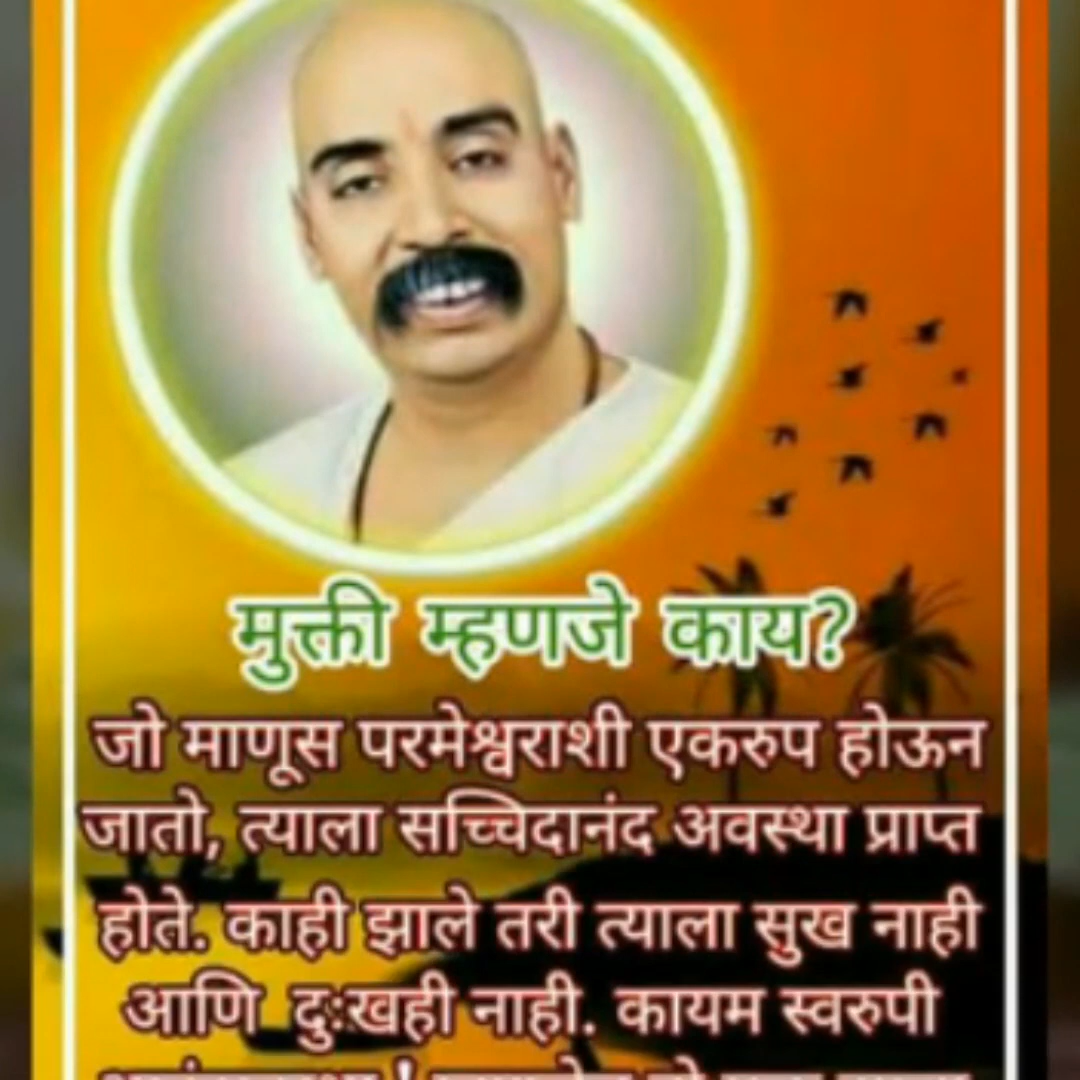 मुक्ती म्हणजे काय?
जो माणूस परमेश्वराशी एकरुप होऊन
जातो, त्याला सच्चिदानंद अवस्था प्राप्त
होते. काही झाले तरी त्याला सुख नाही
आणि दुःखही नाही. कायम स्वरुपी